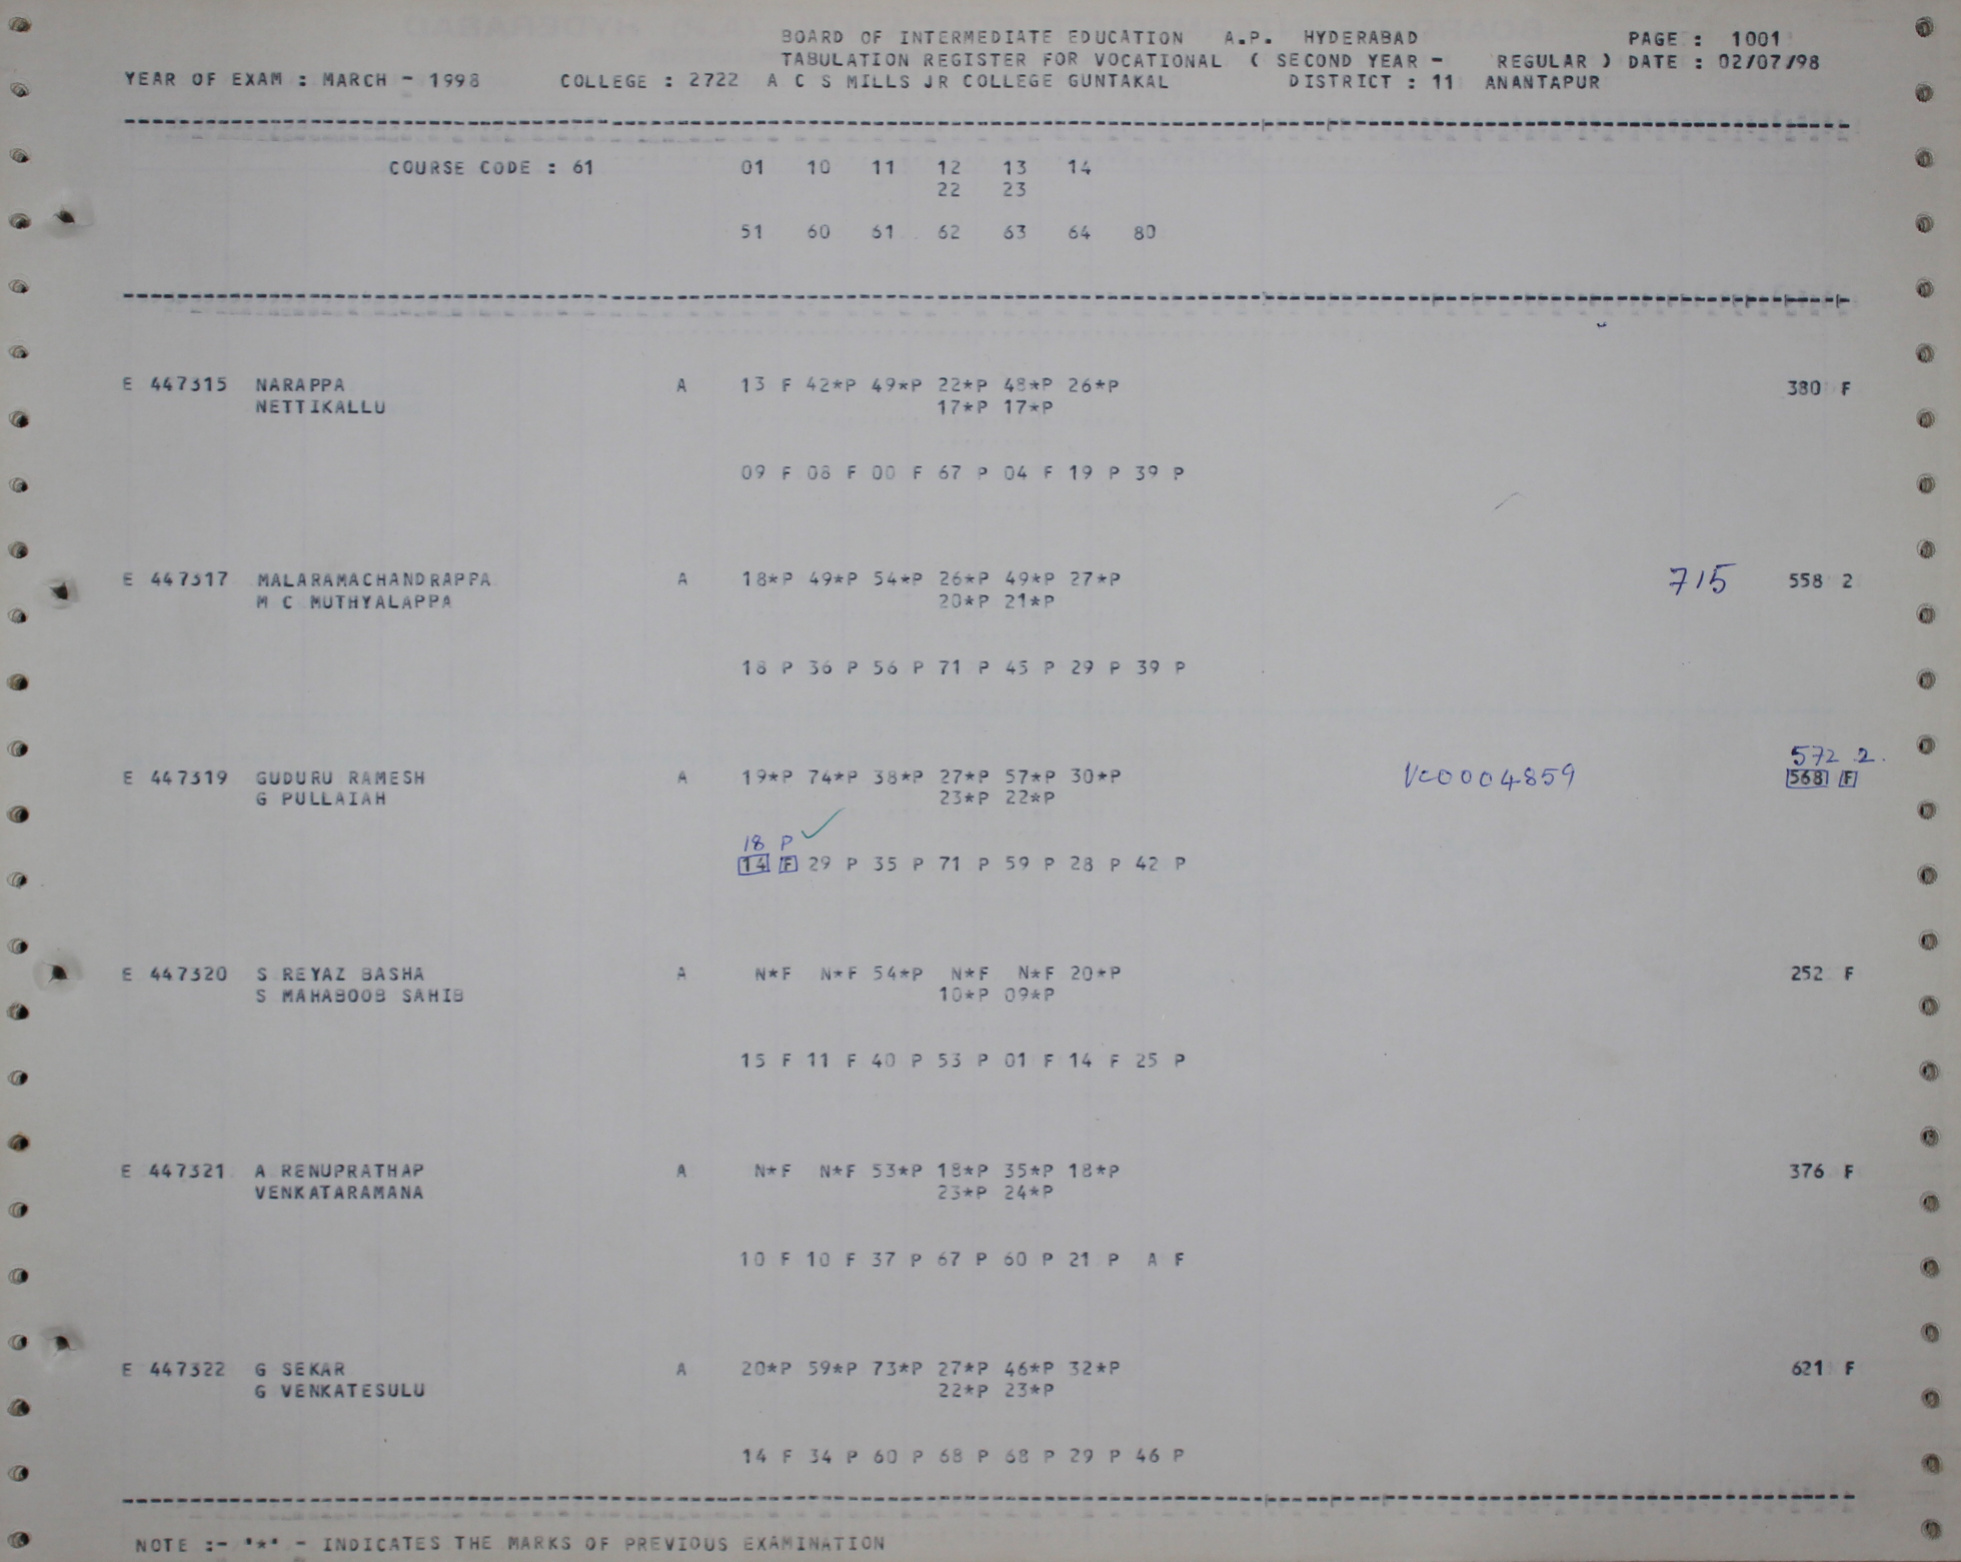 BOARD OF INTERMEDIATE EDUCATION A.P. HYDERABAD PAGE : 1001
TABULATION REGISTER FOR VOCATIONAL ( SECOND YEAR - REGULAR ) DATE : 02/07/98
YEAR OF EXAM : MARCH - 1998 COLLEGE : 2722 A C S MILLS JR COLLEGE GUNTAKAL DISTRICT : 11 ANANTAPUR
COURSE CODE : 61 01 10 11 12 13 14
22 23
51 60 61 62 63 64 80
E 447315 NARAPPA A 13 F 42*P 49*P 22*P 48*P 26*P 380 F
NETTIKALLU 17*P 17*P
09 F 08 F 00 F 67 P 04 F 19 P 39 P
E 447317 MALARAMACHANDRAPPA A 18*P 49*P 54*P 26*P 49*P 27*P 715 558 2
M C MUTHYALAPPA 20*P 21*P
18 P 36 P 56 P 71 P 45 P 29 P 39 P
572 2.
E 447319 GUDURU RAMESH A 19*P 74*P 38*P 27*P 57*P 30*P VC0004859 568 F
G PULLAIAH 23*P 22*P
18 P
14 F 29 P 35 P 71 P 59 P 28 P 42 P
E 447320 S REYAZ BASHA A N*F N*F 54*P N*F N*F 20*P 252 F
S MAHABOOB SAHIB 10*P 09*P
15 F 11 F 40 P 53 P 01 F 14 F 25 P
E 447321 A RENUPRATHAP A N*F N*F 53*P 18*P 35*P 18*P 376 F
VENKATARAMANA 23*P 24*P
10 F 10 F 37 P 67 P 60 P 21 P A F
E 447322 G SEKAR A 20*P 59*P 73*P 27*P 46*P 32*P 621 F
G VENKATESULU 22*P 23*P
14 F 34 P 60 P 68 P 68 P 29 P 46 P
NOTE :- '*' - INDICATES THE MARKS OF PREVIOUS EXAMINATION